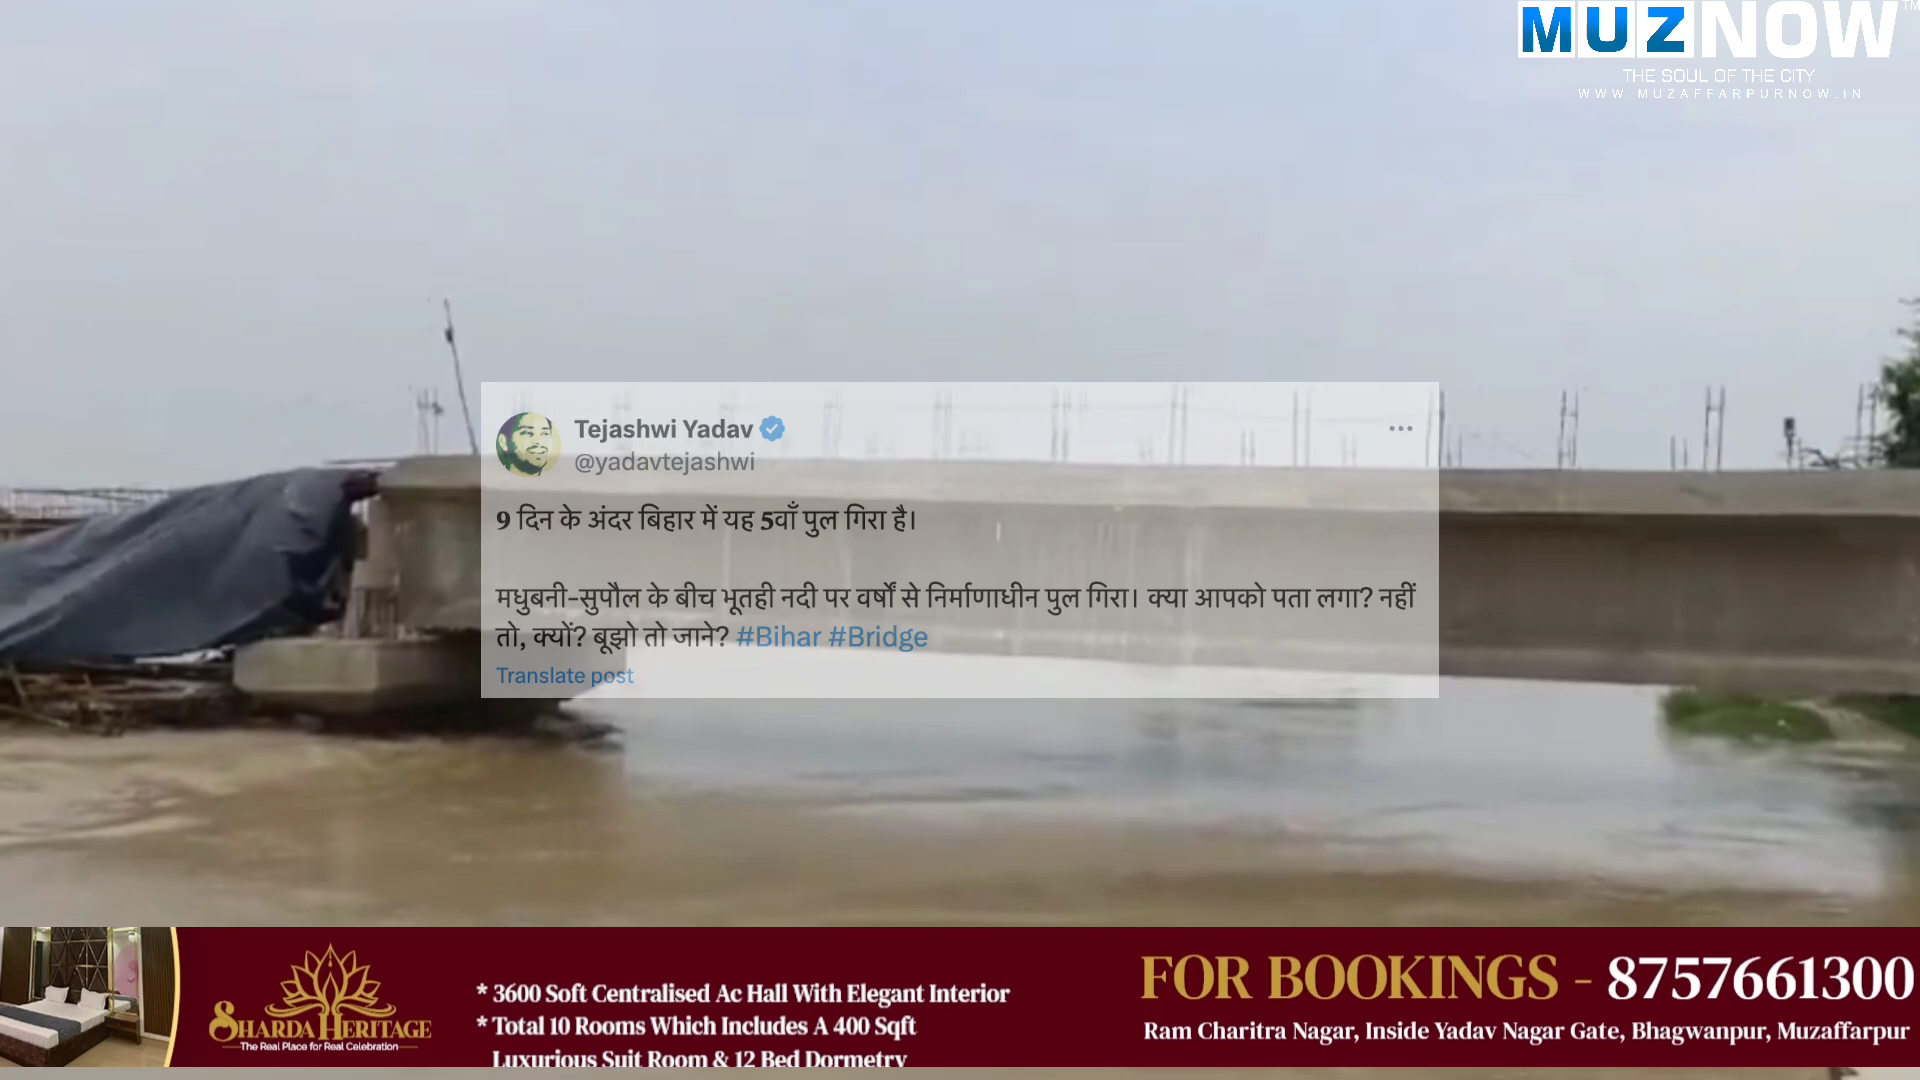 MUZNOW TM
THE SOUL OF THE CITY
WWW.MUZAFFARPURNOW.IN
Tejashwi Yadav
@yadavtejashwi
9 दिन के अंदर बिहार में यह 5वाँ पुल गिरा है।
मधुबनी-सुपौल के बीच भूतही नदी पर वर्षों से निर्माणाधीन पुल गिरा। क्या आपको पता लगा? नहीं
तो, क्यों? बूझो तो जाने? #Bihar #Bridge
Translate post
SHARDA HERITAGE
The Real Place for Real Celebration
* 3600 Soft Centralised Ac Hall With Elegant Interior
* Total 10 Rooms Which Includes A 400 Sqft
Luxurious Suit Room & 12 Bed Dormetry
FOR BOOKINGS - 8757661300
Ram Charitra Nagar, Inside Yadav Nagar Gate, Bhagwanpur, Muzaffarpur